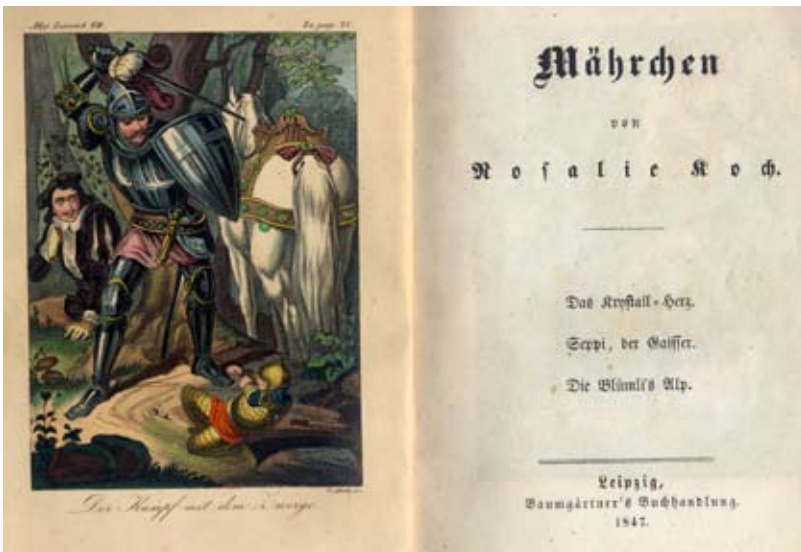 Der Kampf mit dem Zwerge.
Mährchen
von
Rosalie Koch.
Das Krystall-Herz.
Seppi, der Gaisser.
Die Blümli's Alp.
Leipzig,
Baumgärtner's Buchhandlung.
1847.